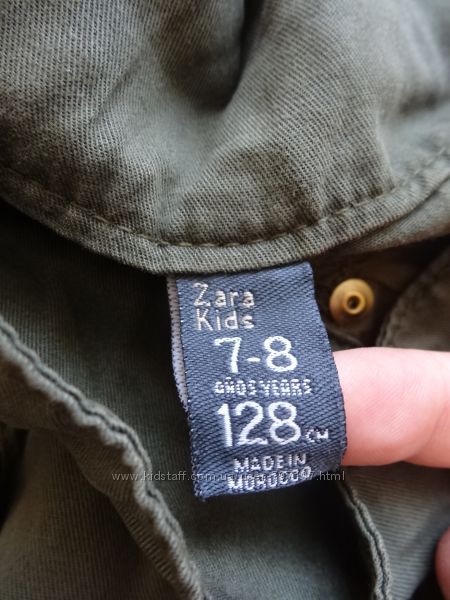 Zara
Kids
7-8
AÑOS YEARS
128 CM
MADE IN
MOROCCO